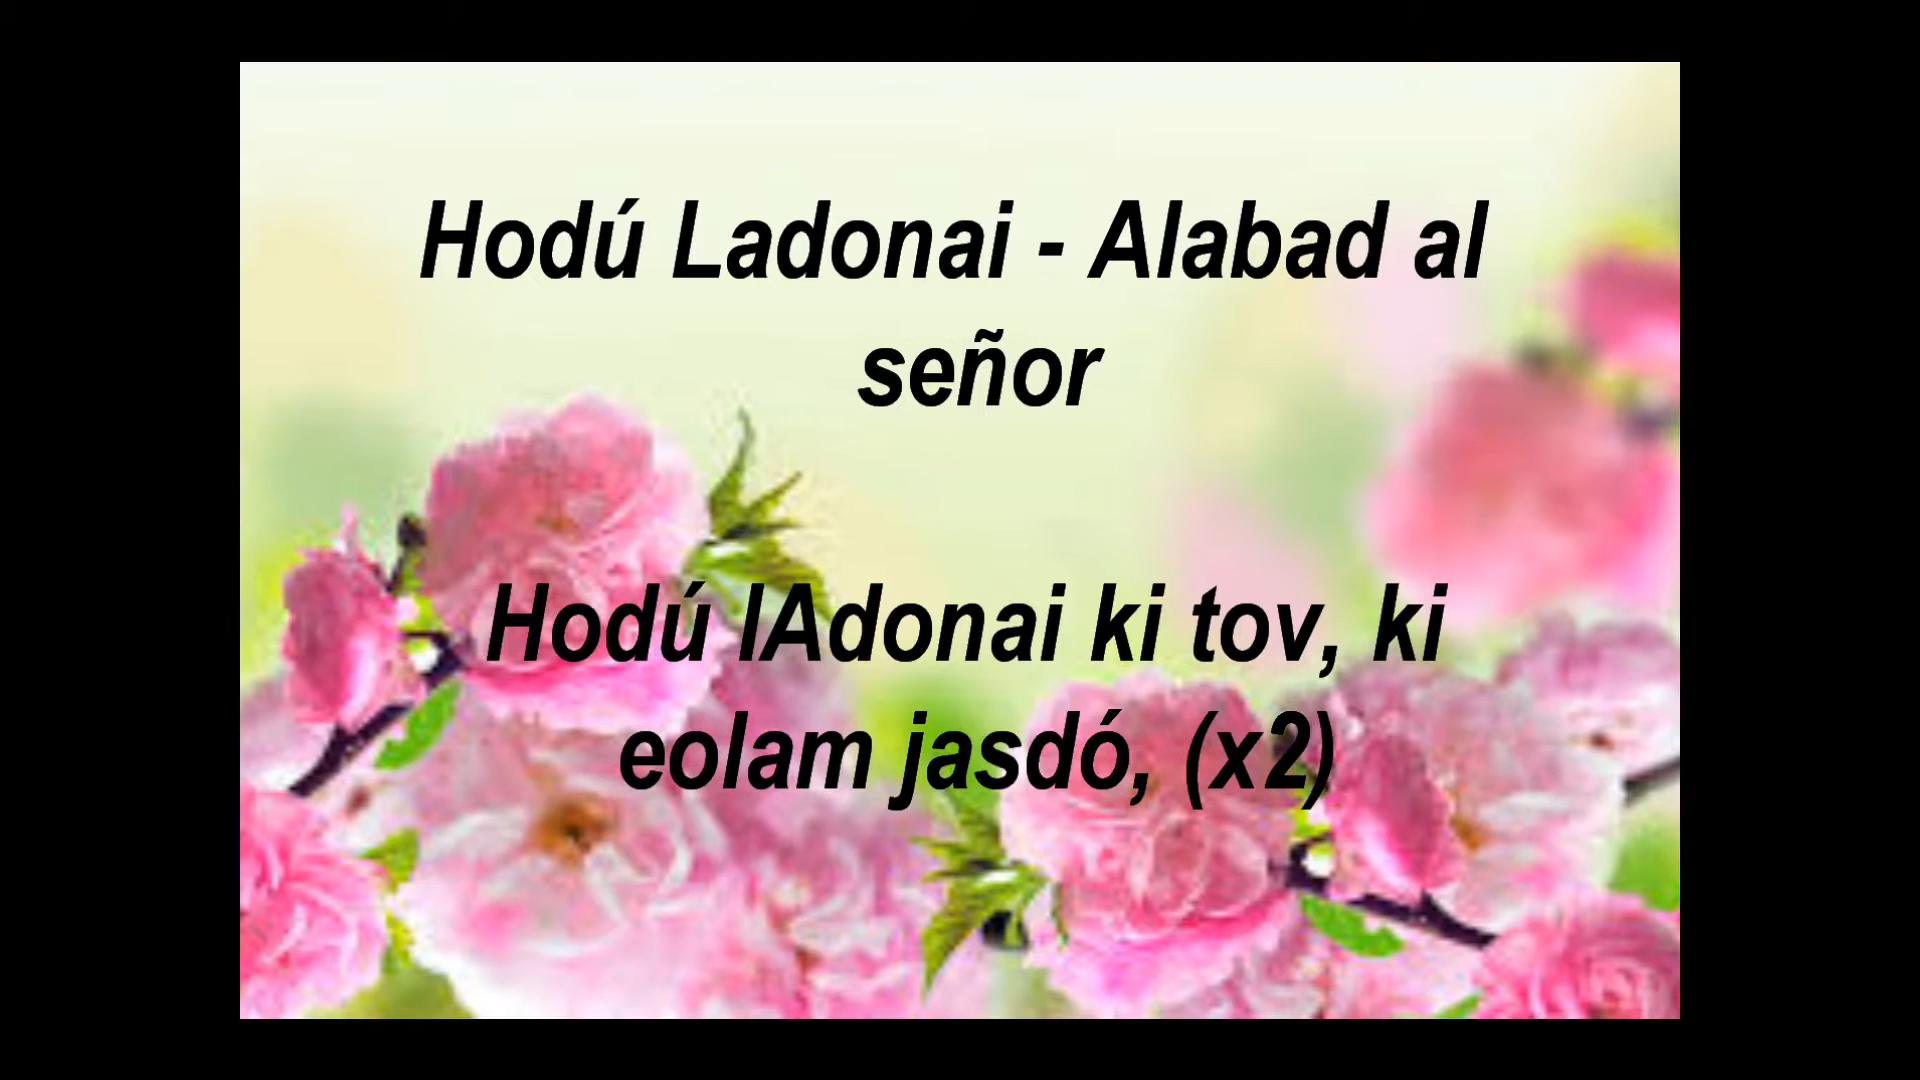 Hodú Ladonai - Alabad al
señor
Hodú lAdonai ki tov, ki
eolam jasdó, (x2)